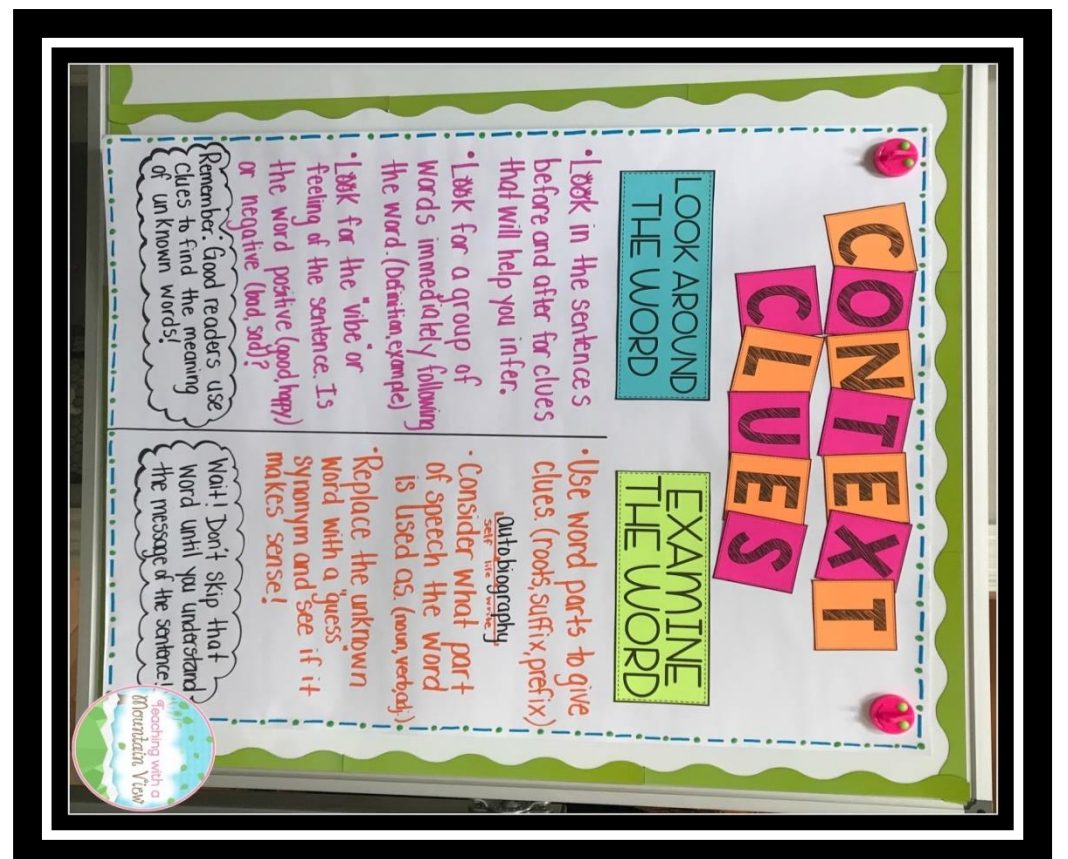 CONTEXT
CLUES
LOOK AROUND
THE WORD
• Look in the sentences
before and after for clues
that will help you infer.
• Look for a group of
words immediately following
the word. (Definition, example)
• Look for the "vibe" or
feeling of the sentence. Is
the word positive (good, happy)
or negative (bad, sad)?
Remember: Good readers use
clues to find the meaning
of unknown words!
EXAMINE
THE WORD
• Use word parts to give
clues. (roots, suffix, prefix)
autobiography
self life write
• Consider what part
of speech the word
is used as. (noun, verb, adj.)
• Replace the unknown
word with a "guess"
synonym and see if it
makes sense!
Wait! Don't skip that
word until you understand
the message of the sentence!
Teaching with a
Mountain View